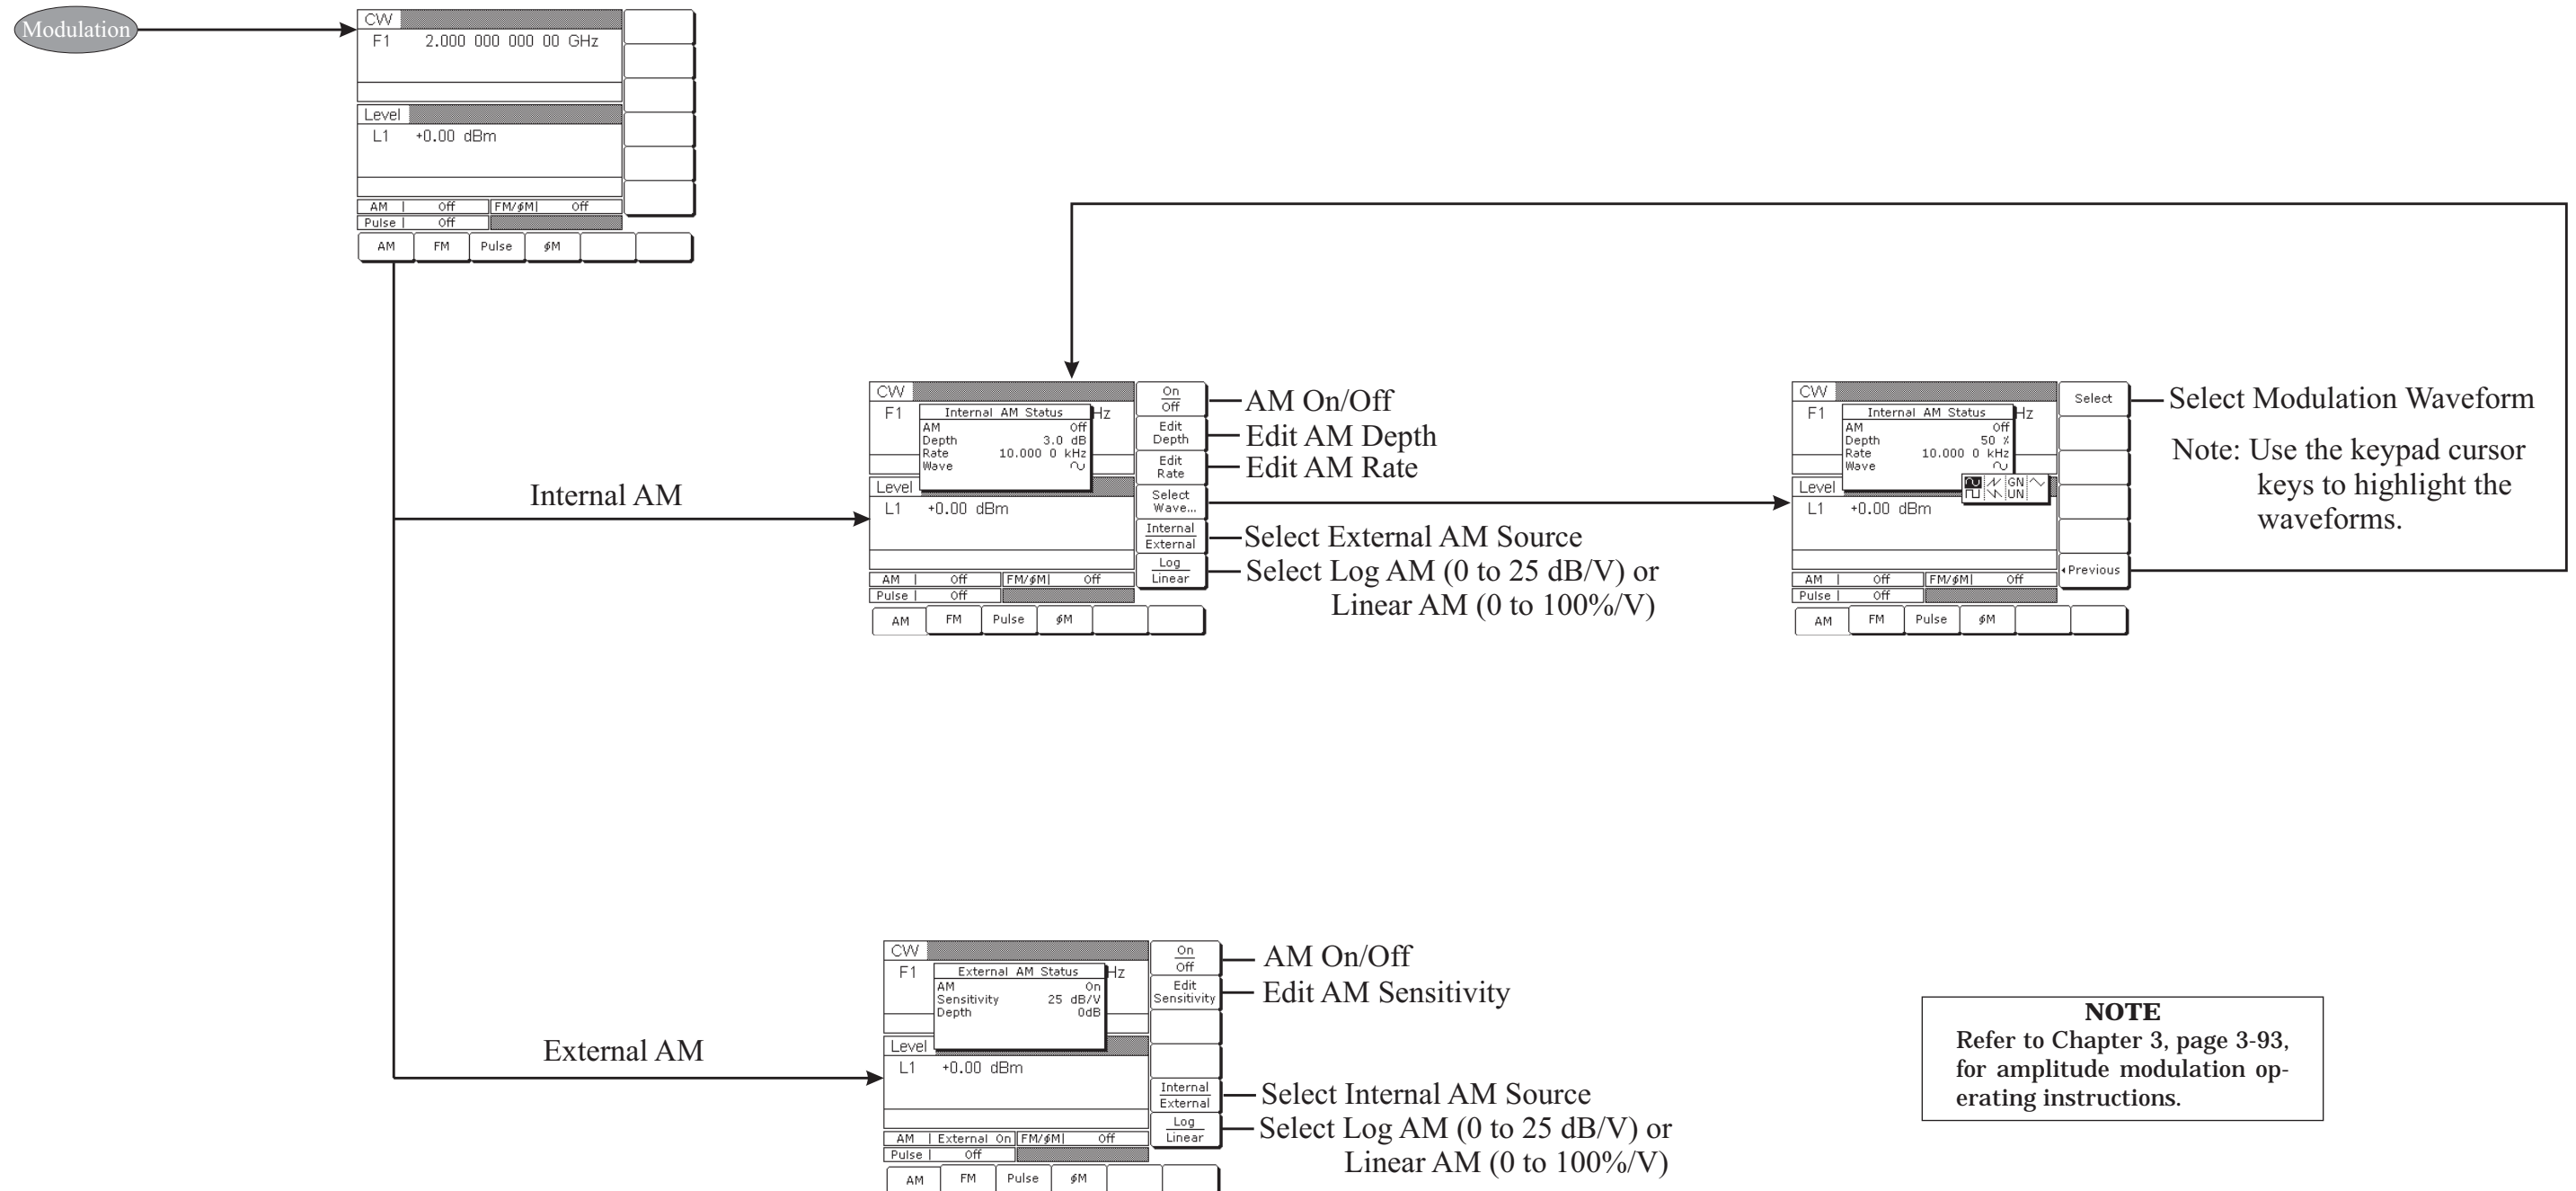 Modulation
CW
F1 2.000 000 000 00 GHz
Level
L1 +0.00 dBm
AM Off FM/ϕM Off
Pulse Off
AM FM Pulse ϕM
Internal AM
CW
F1 Hz
Internal AM Status
AM Off
Depth 3.0 dB
Rate 10.000 0 kHz
Wave
Level
L1 +0.00 dBm
AM Off FM/ϕM Off
Pulse Off
AM FM Pulse ϕM
On
Off
Edit
Depth
Edit
Rate
Select
Wave...
Internal
External
Log
Linear
AM On/Off
Edit AM Depth
Edit AM Rate
Select External AM Source
Select Log AM (0 to 25 dB/V) or
Linear AM (0 to 100%/V)
CW
F1 Hz
Internal AM Status
AM Off
Depth 50 %
Rate 10.000 0 kHz
Wave
GN
UN
Level
L1 +0.00 dBm
AM Off FM/ϕM Off
Pulse Off
AM FM Pulse ϕM
Select
Previous
Select Modulation Waveform
Note: Use the keypad cursor
keys to highlight the
waveforms.
External AM
CW
F1 Hz
External AM Status
AM On
Sensitivity 25 dB/V
Depth 0dB
Level
L1 +0.00 dBm
AM External On FM/ϕM Off
Pulse Off
AM FM Pulse ϕM
On
Off
Edit
Sensitivity
Internal
External
Log
Linear
AM On/Off
Edit AM Sensitivity
Select Internal AM Source
Select Log AM (0 to 25 dB/V) or
Linear AM (0 to 100%/V)
NOTE
Refer to Chapter 3, page 3-93,
for amplitude modulation op-
erating instructions.